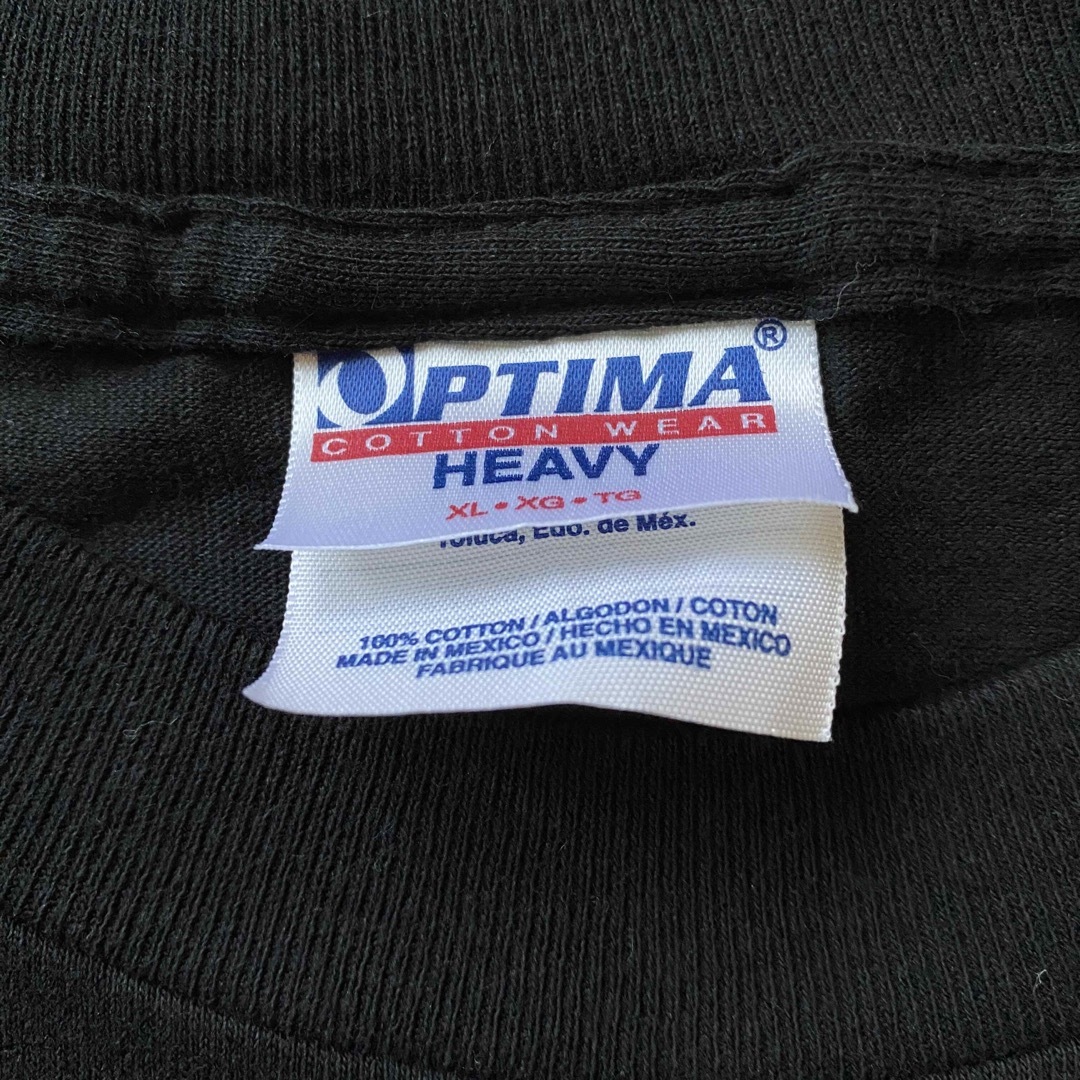 OPTIMA®
COTTON WEAR
HEAVY
XL • XG • TG
Toluca, Edo. de Méx.
100% COTTON / ALGODON / COTON
MADE IN MEXICO / HECHO EN MEXICO
FABRIQUE AU MEXIQUE